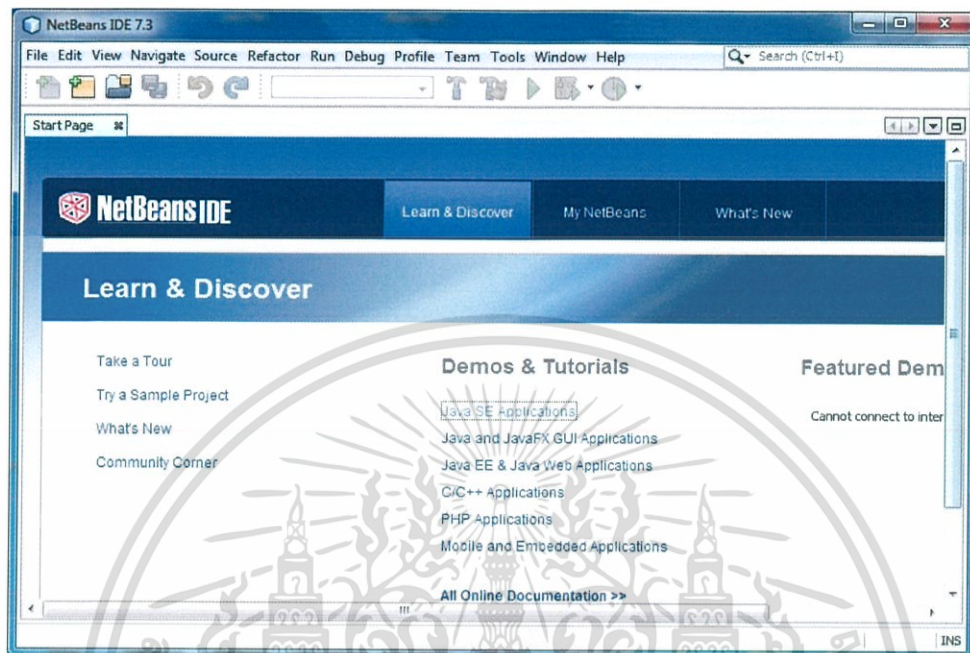 NetBeans IDE 7.3
File Edit View Navigate Source Refactor Run Debug Profile Team Tools Window Help
Search (Ctrl+I)
Start Page
NetBeans IDE
Learn & Discover
My NetBeans
What's New
Learn & Discover
Take a Tour
Try a Sample Project
What's New
Community Corner
Demos & Tutorials
Java SE Applications
Java and JavaFX GUI Applications
Java EE & Java Web Applications
C/C++ Applications
PHP Applications
Mobile and Embedded Applications
All Online Documentation >>
Featured Dem
Cannot connect to inter
INS